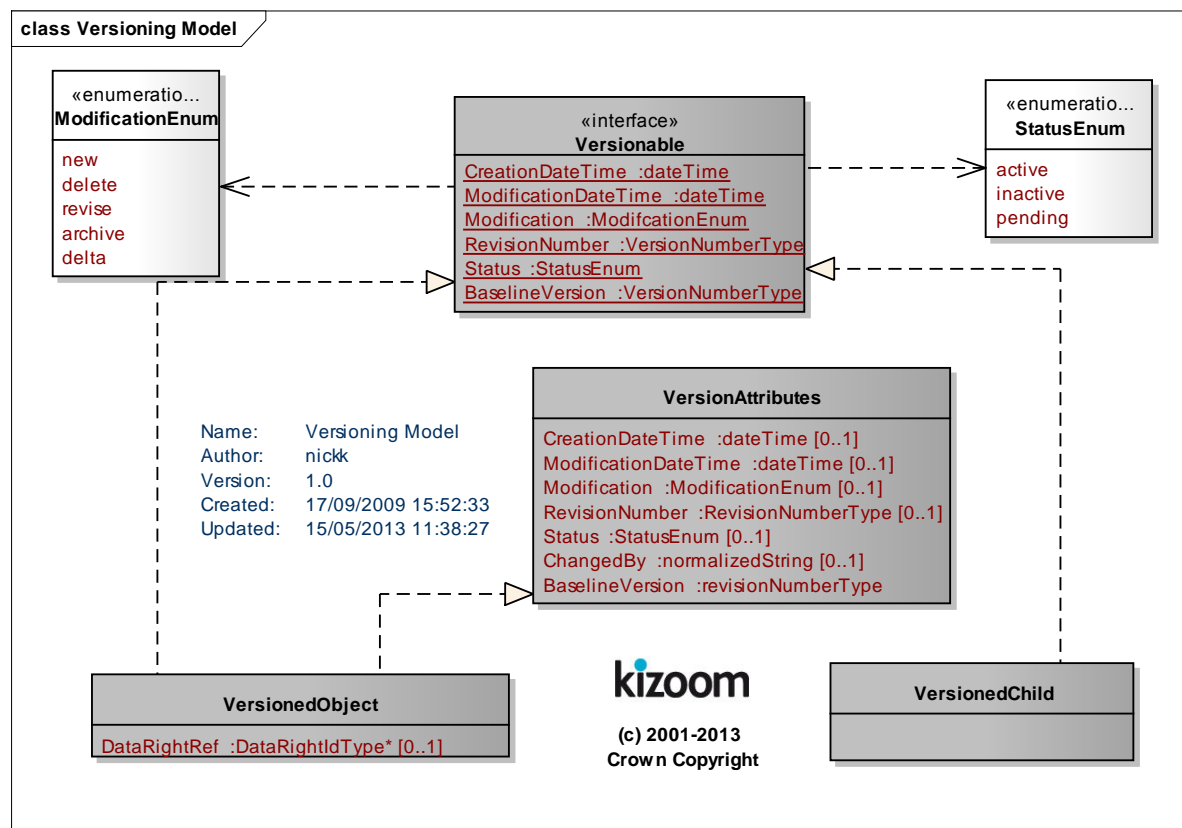 class Versioning Model
«enumeratio...
ModificationEnum
new
delete
revise
archive
delta
«interface»
Versionable
CreationDateTime :dateTime
ModificationDateTime :dateTime
Modification :ModifcationEnum
RevisionNumber :VersionNumberType
Status :StatusEnum
BaselineVersion :VersionNumberType
«enumeratio...
StatusEnum
active
inactive
pending
VersionAttributes
CreationDateTime :dateTime [0..1]
ModificationDateTime :dateTime [0..1]
Modification :ModificationEnum [0..1]
RevisionNumber :RevisionNumberType [0..1]
Status :StatusEnum [0..1]
ChangedBy :normalizedString [0..1]
BaselineVersion :revisionNumberType
Name: Versioning Model
Author: nickk
Version: 1.0
Created: 17/09/2009 15:52:33
Updated: 15/05/2013 11:38:27
VersionedObject
DataRightRef :DataRightIdType* [0..1]
kizoom
(c) 2001-2013
Crown Copyright
VersionedChild